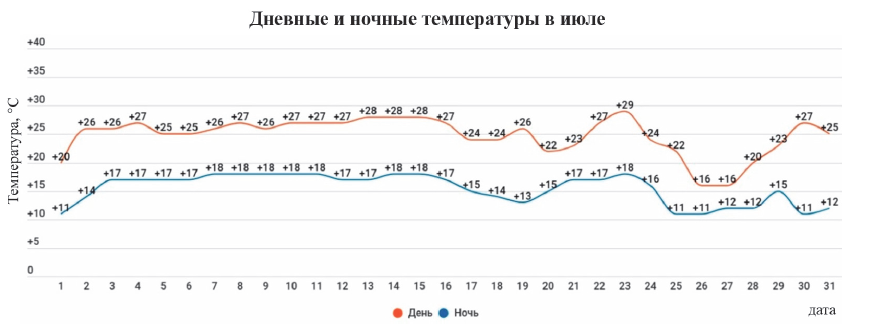 Дневные и ночные температуры в июле
Температура, °C
+40
+35
+30
+25
+20
+15
+10
+5
0
+20 +26 +26 +27 +25 +25 +26 +27 +26 +27 +27 +27 +28 +28 +28 +27 +24 +24 +26 +22 +23 +27 +29 +24 +22 +16 +16 +20 +23 +27 +25
+11 +14 +17 +17 +17 +17 +18 +18 +18 +18 +18 +17 +17 +18 +18 +17 +15 +14 +13 +15 +17 +17 +18 +16 +11 +11 +12 +12 +15 +11 +12
1 2 3 4 5 6 7 8 9 10 11 12 13 14 15 16 17 18 19 20 21 22 23 24 25 26 27 28 29 30 31
День Ночь дата